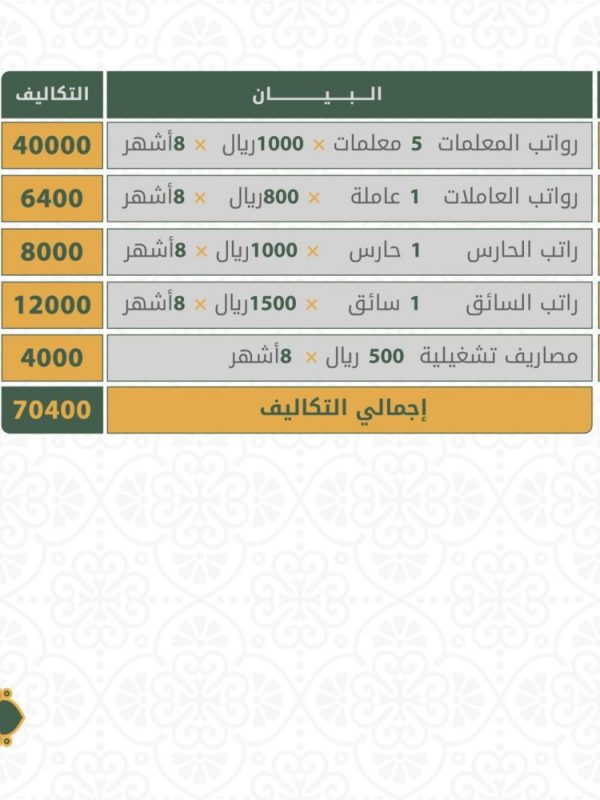 الـبـيـــــان التكاليف
رواتب المعلمات 5 معلمات × 1000ريال × 8أشهر 40000
رواتب العاملات 1 عاملة × 800ريال × 8أشهر 6400
راتب الحارس 1 حارس × 1000ريال × 8أشهر 8000
راتب السائق 1 سائق × 1500ريال × 8أشهر 12000
مصاريف تشغيلية 500 ريال × 8أشهر 4000
إجمالي التكاليف 70400